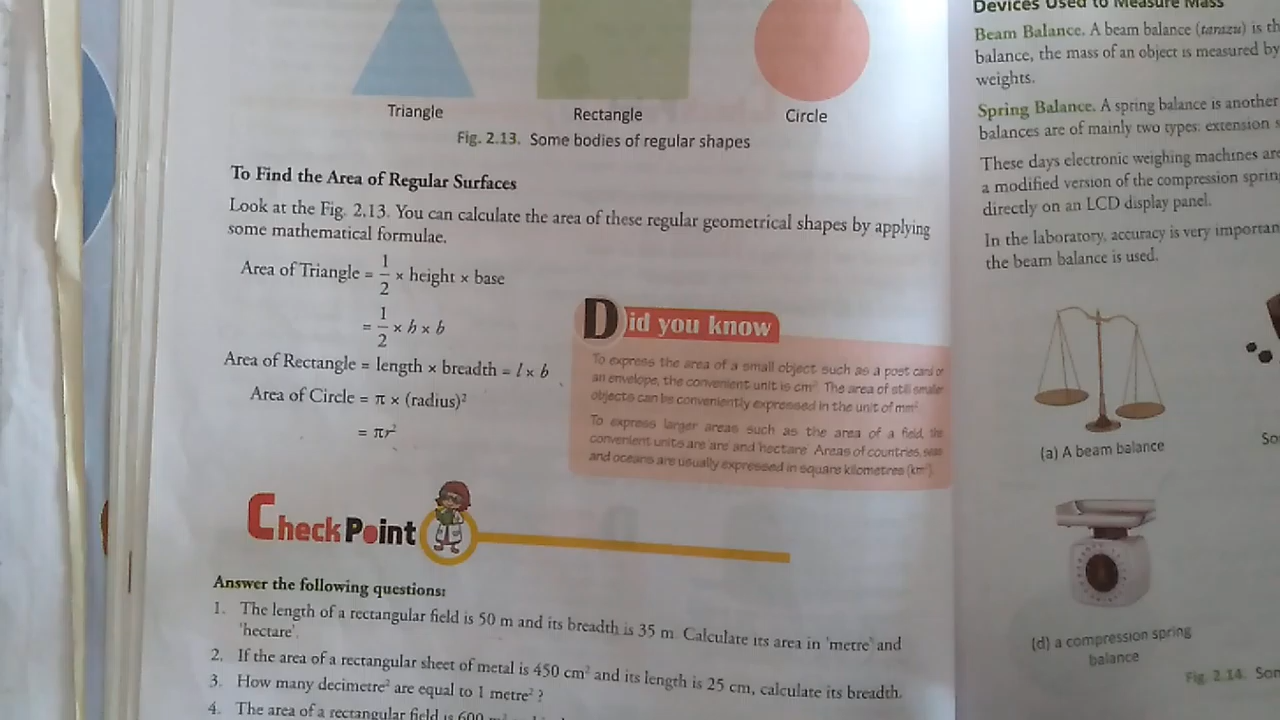 Triangle
Rectangle
Circle
Fig. 2.13. Some bodies of regular shapes
To Find the Area of Regular Surfaces
Look at the Fig. 2.13. You can calculate the area of these regular geometrical shapes by applying
some mathematical formulae.
Area of Triangle = 1/2 × height × base
= 1/2 × h × b
Area of Rectangle = length × breadth = l × b
Area of Circle = π × (radius)²
= πr²
Did you know
To express the area of a small object such as a post card or
an envelope, the convenient unit is cm². The area of still smaller
objects can be conveniently expressed in the unit of mm²
To express larger areas such as the area of a field, the
convenient units are 'are' and 'hectare'. Areas of countries, seas
and oceans are usually expressed in square kilometres (km²).
CheckPoint
Answer the following questions:
1. The length of a rectangular field is 50 m and its breadth is 35 m. Calculate its area in 'metre' and
'hectare'.
2. If the area of a rectangular sheet of metal is 450 cm² and its length is 25 cm, calculate its breadth.
3. How many decimetre² are equal to 1 metre² ?
4. The area of a rectangular field is 600
Devices Used to Measure Mass
Beam Balance. A beam balance (tarazu) is
balance, the mass of an object is measured by
weights.
Spring Balance. A spring balance is another
balances are of mainly two types: extension
These days electronic weighing machines are
a modified version of the compression
directly on an LCD display panel.
In the laboratory, accuracy is very
the beam balance is used.
(a) A beam balance
(d) a compression spring
balance
Fig. 2.14.